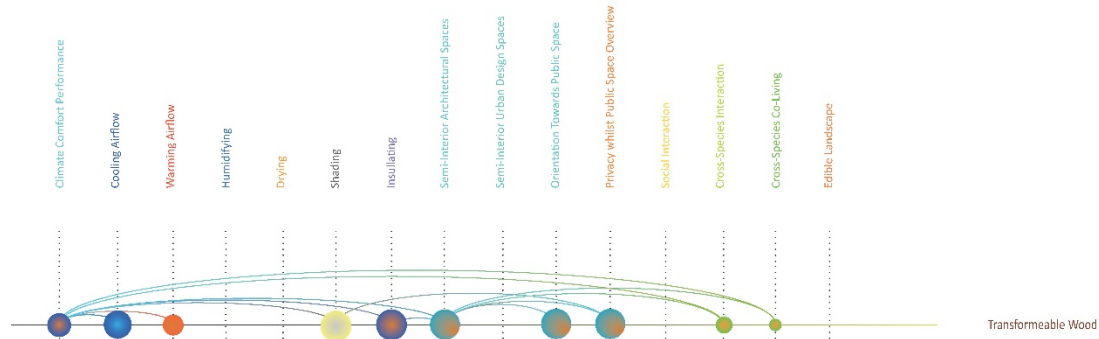 Climate Comfort Performance
Cooling Airflow
Warming Airflow
Humidifying
Drying
Shading
Insullating
Semi-Interior Architectural Spaces
Semi-Interior Urban Design Spaces
Orientation Towards Public Space
Privacy whilst Public Space Overview
Social Interaction
Cross-Species Interaction
Cross-Species Co-Living
Edible Landscape
Transformeable Wood